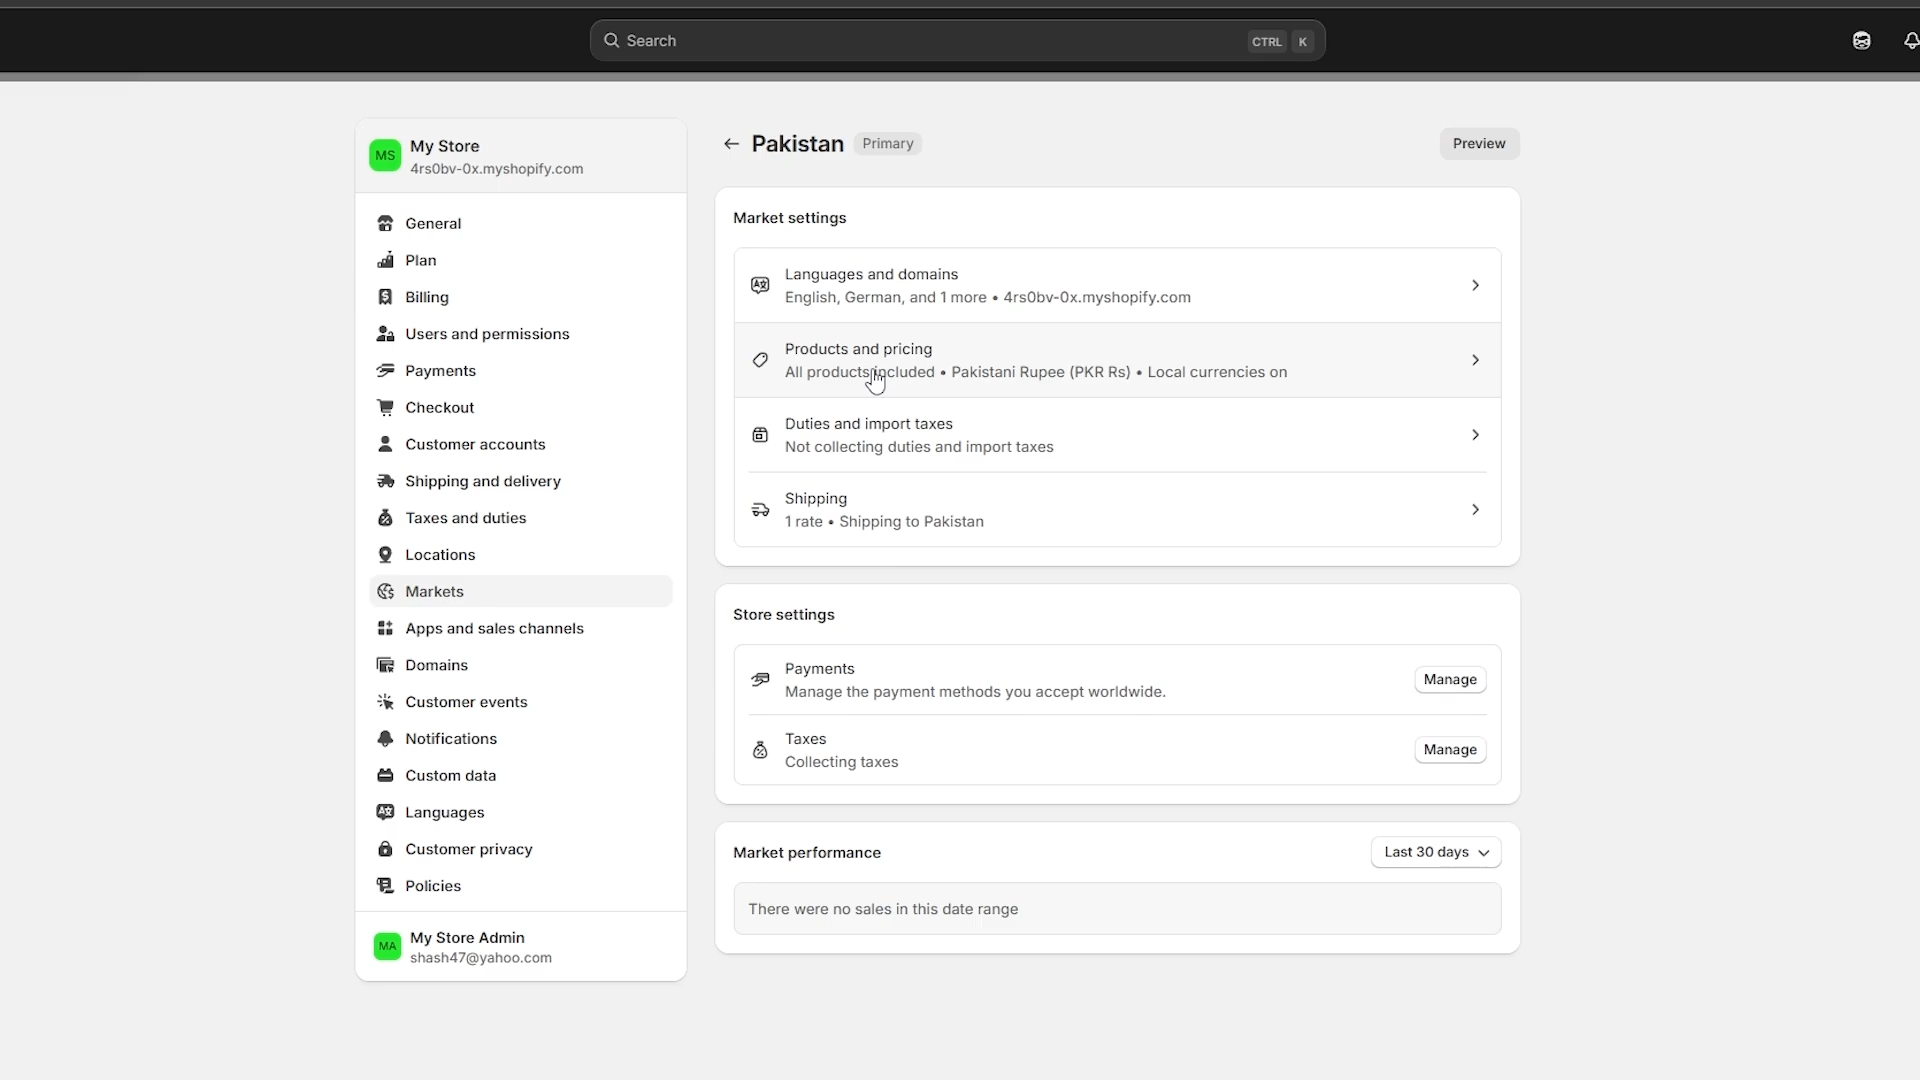 Search
CTRL K
MS
My Store
4rs0bv-0x.myshopify.com
General
Plan
Billing
Users and permissions
Payments
Checkout
Customer accounts
Shipping and delivery
Taxes and duties
Locations
Markets
Apps and sales channels
Domains
Customer events
Notifications
Custom data
Languages
Customer privacy
Policies
MA
My Store Admin
shash47@yahoo.com
Pakistan Primary
Preview
Market settings
Languages and domains
English, German, and 1 more • 4rs0bv-0x.myshopify.com
Products and pricing
All products included • Pakistani Rupee (PKR Rs) • Local currencies on
Duties and import taxes
Not collecting duties and import taxes
Shipping
1 rate • Shipping to Pakistan
Store settings
Payments
Manage the payment methods you accept worldwide.
Manage
Taxes
Collecting taxes
Manage
Market performance
Last 30 days
There were no sales in this date range